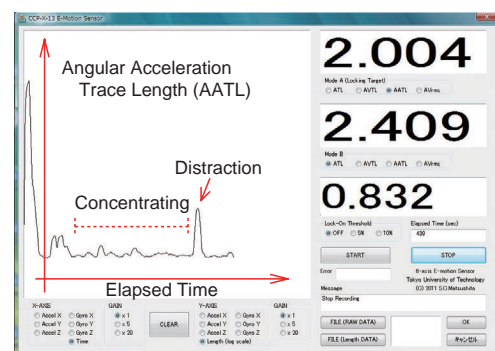 CCP-X-13 E-Motion Sensor
Angular Acceleration
Trace Length (AATL)
Distraction
Concentrating
Elapsed Time
2.004
Mode A (Locking Target)
ATL AVTL AATL AVrms
2.409
Mode B
ATL AVTL AATL AVrms
0.832
Lock-On Threshold Elapsed Time (sec)
OFF 5% 10% 439
START STOP
Error 6-axis E-motion Sensor
Tokyo University of Technology
Message (C) 2011 S.O.Matsushita
Stop Recording
FILE (RAW DATA) OK
FILE (Length DATA) キャンセル
X-AXIS GAIN Y-AXIS GAIN
Accel X Gyro X x 1 Accel X Gyro X x 1
Accel Y Gyro Y x 5 CLEAR Accel Y Gyro Y x 5
Accel Z Gyro Z x 20 Accel Z Gyro Z x 20
Time Length (log scale)